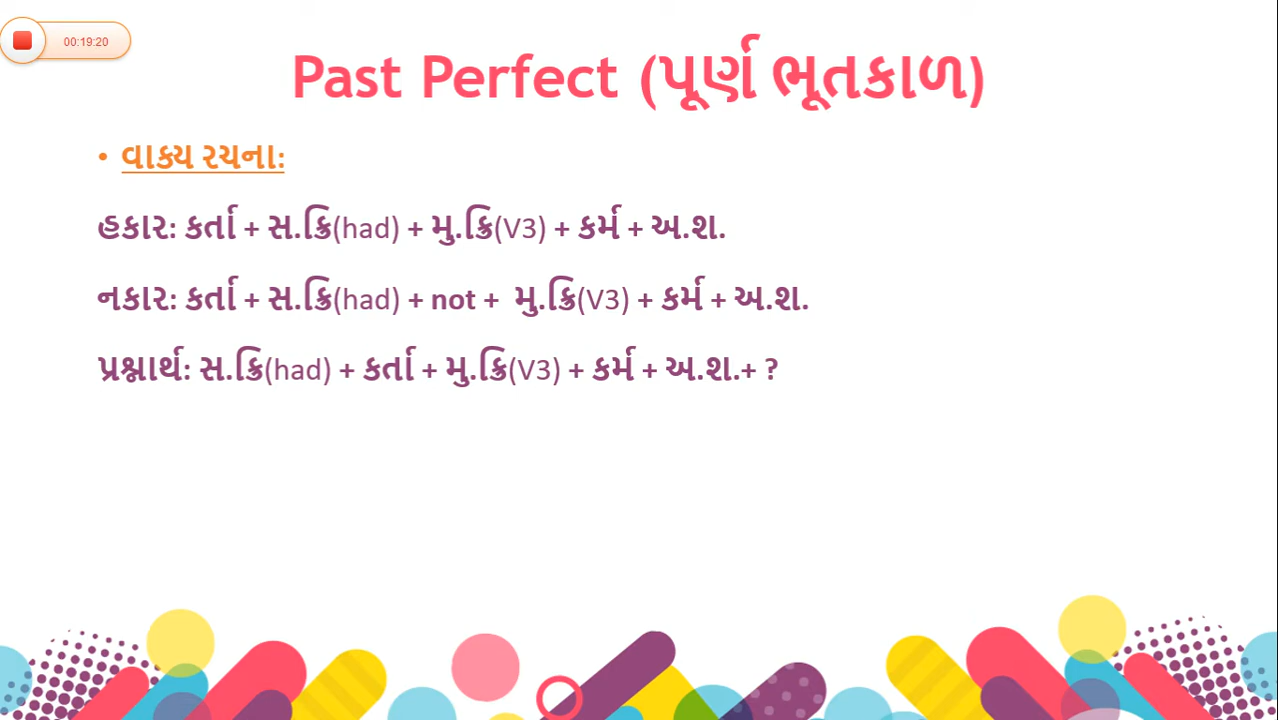 00:19:20
Past Perfect (પૂર્ણ ભૂતકાળ)
• વાક્ય રચના:
હકાર: કર્તા + સ.ક્રિ(had) + મુ.ક્રિ(V3) + કર્મ + અ.શ.
નકાર: કર્તા + સ.ક્રિ(had) + not + મુ.ક્રિ(V3) + કર્મ + અ.શ.
પ્રશ્નાર્થ: સ.ક્રિ(had) + કર્તા + મુ.ક્રિ(V3) + કર્મ + અ.શ.+ ?